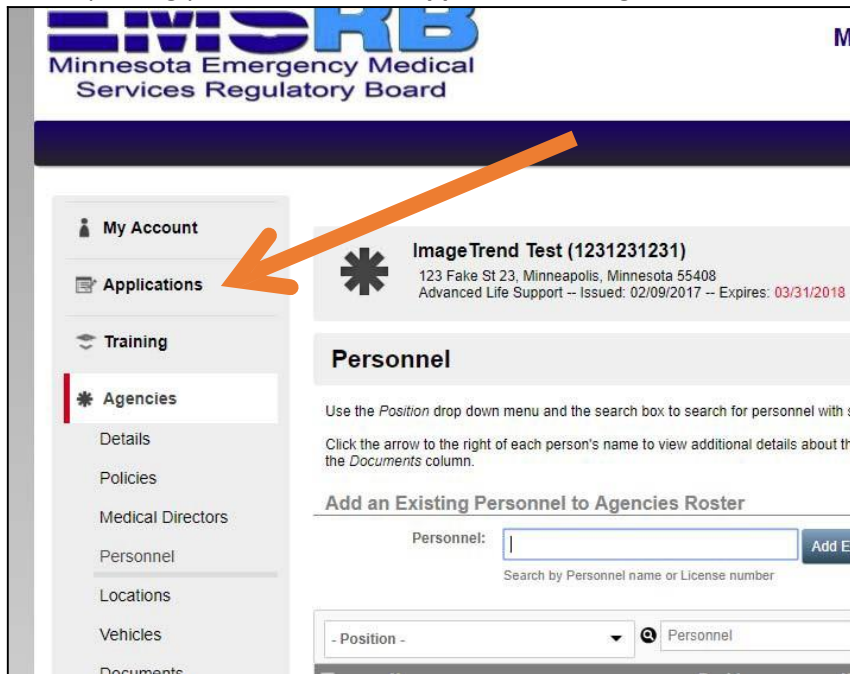 EMSRB
M
Minnesota Emergency Medical
Services Regulatory Board
My Account
Applications
Training
Agencies
Details
Policies
Medical Directors
Personnel
Locations
Vehicles
Documents
ImageTrend Test (1231231231)
123 Fake St 23, Minneapolis, Minnesota 55408
Advanced Life Support -- Issued: 02/09/2017 -- Expires: 03/31/2018
Personnel
Use the Position drop down menu and the search box to search for personnel with s
Click the arrow to the right of each person's name to view additional details about th
the Documents column.
Add an Existing Personnel to Agencies Roster
Personnel:
Add E
Search by Personnel name or License number
- Position -
Personnel